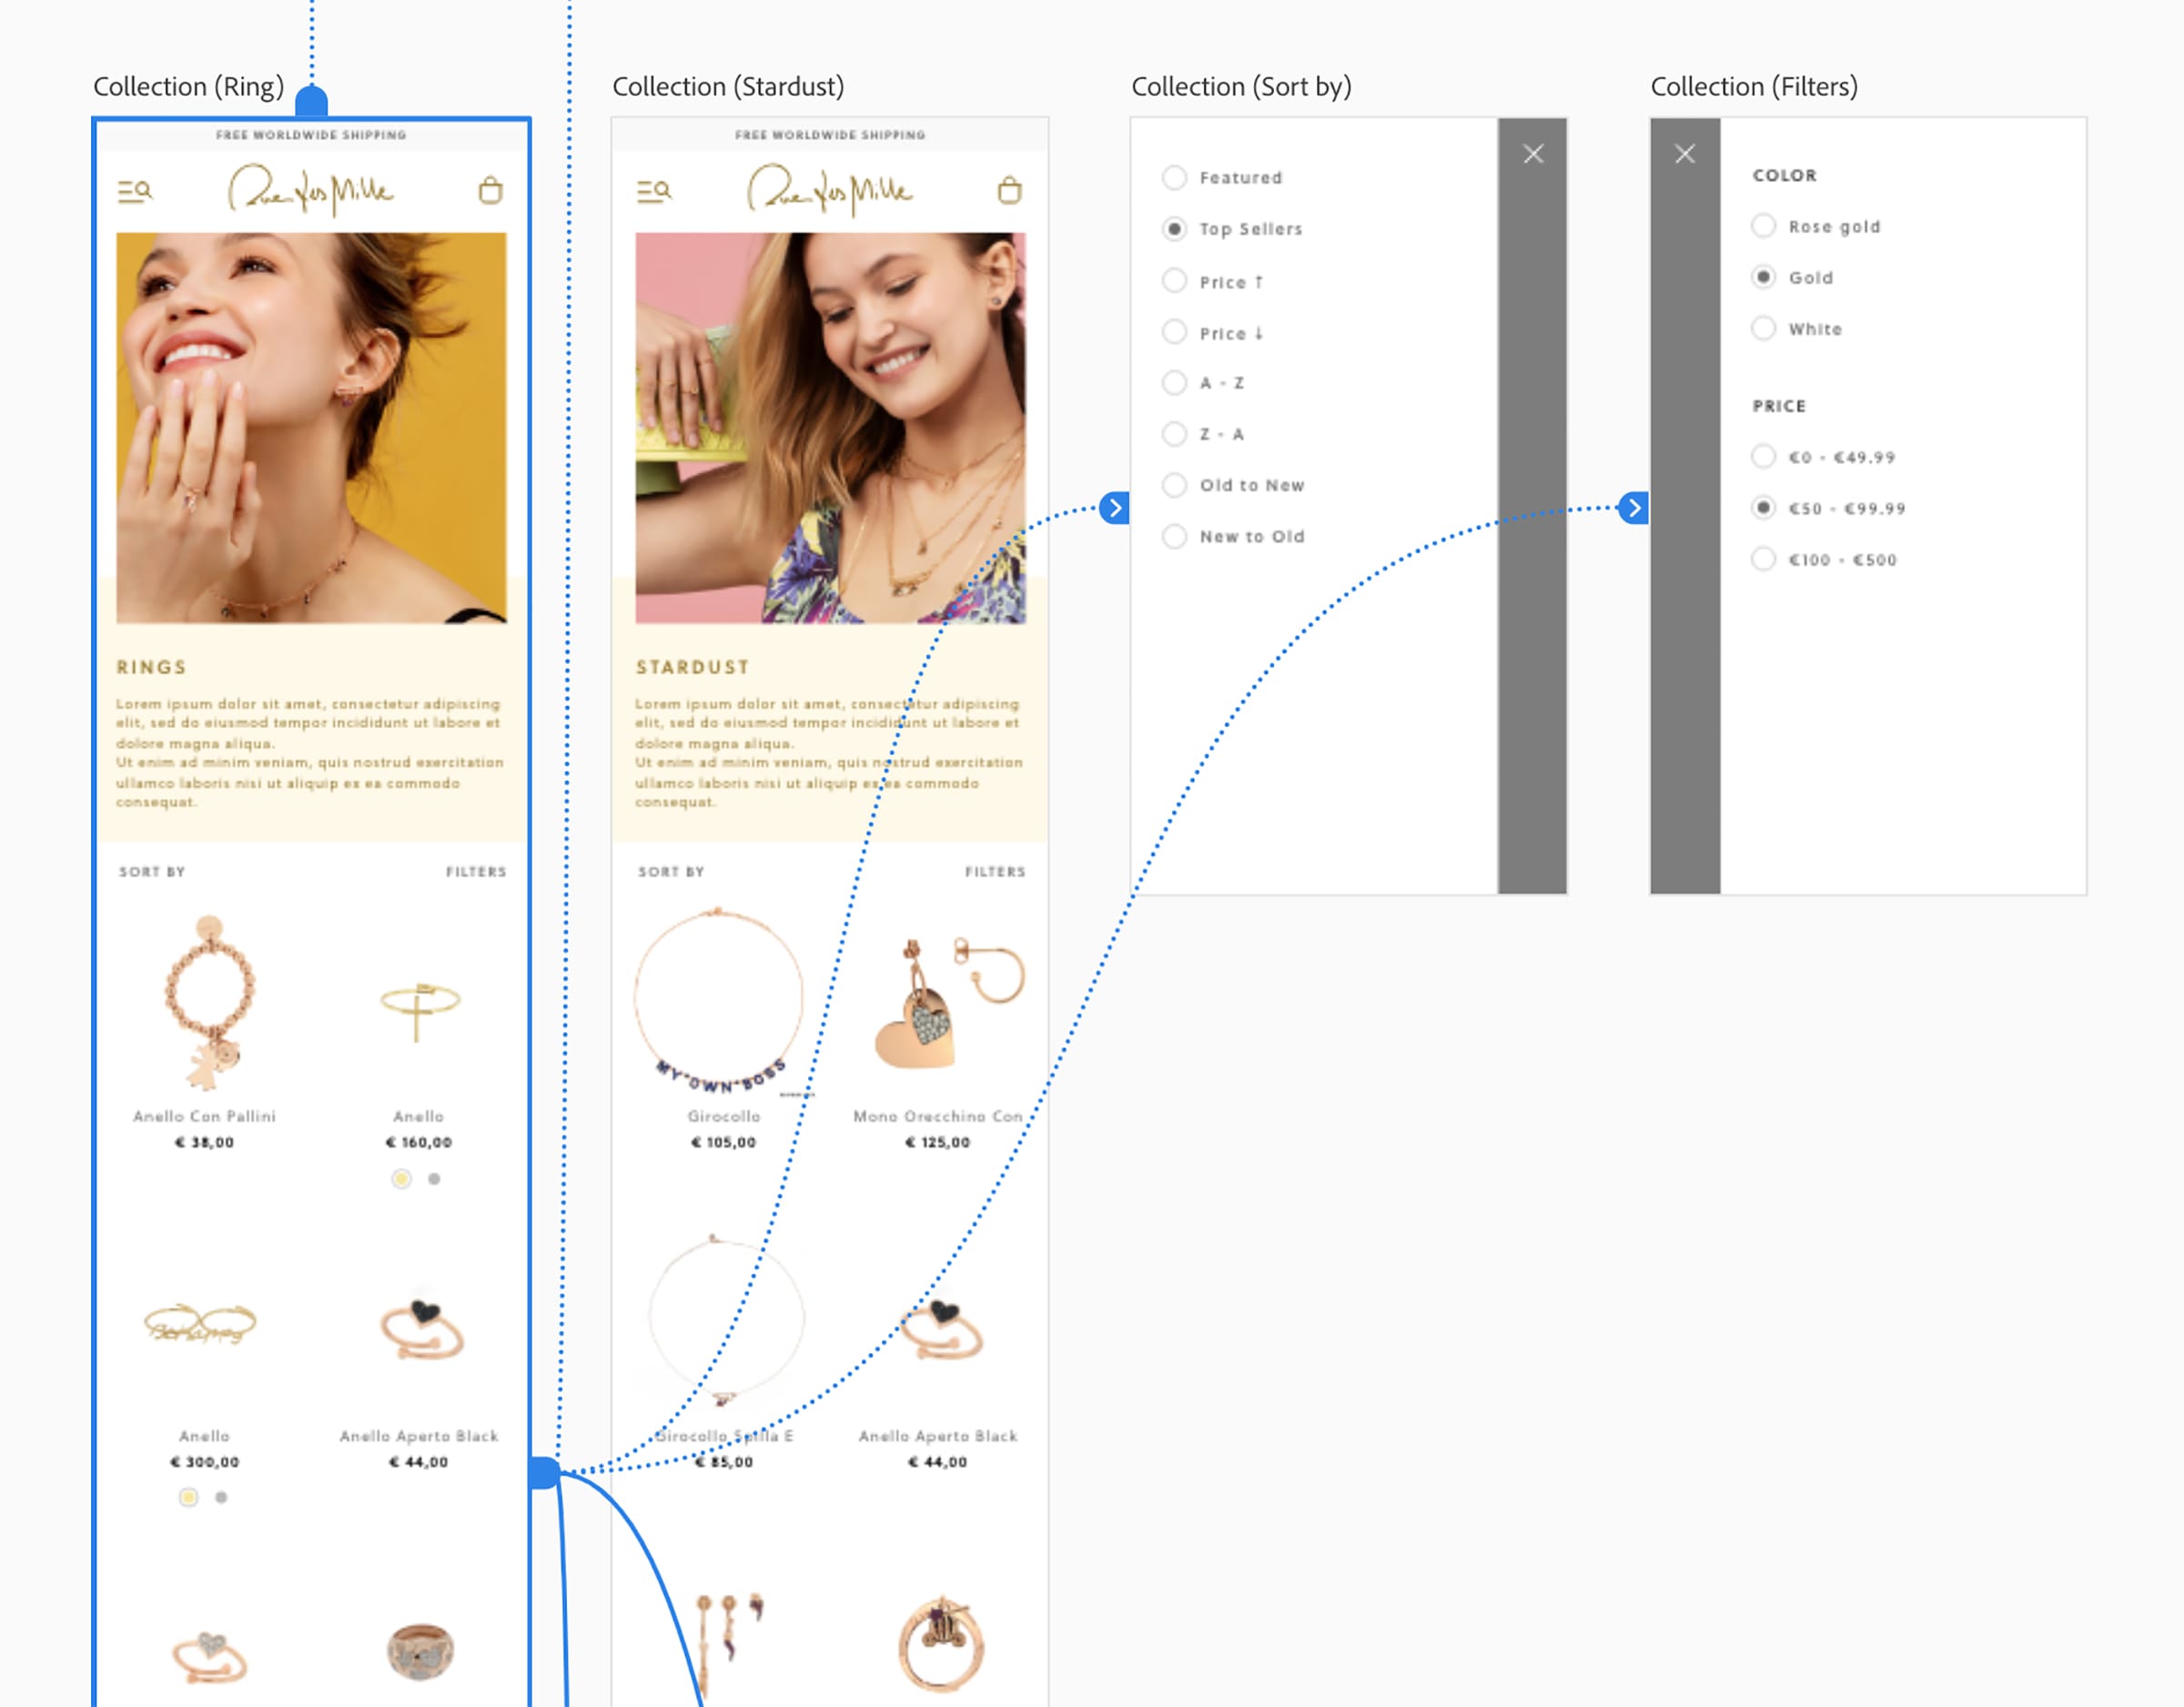 Collection (Ring)
FREE WORLDWIDE SHIPPING
RINGS
Lorem ipsum dolor sit amet, consectetur adipiscing
elit, sed do eiusmod tempor incididunt ut labore et
dolore magna aliqua.
Ut enim ad minim veniam, quis nostrud exercitation
ullamco laboris nisi ut aliquip ex ea commodo
consequat.
SORT BY
FILTERS
Anello Con Pallini
€ 38,00
Anello
€ 160,00
Anello
€ 300,00
Anello Aperto Black
€ 44,00
Collection (Stardust)
FREE WORLDWIDE SHIPPING
STARDUST
Lorem ipsum dolor sit amet, consectetur adipiscing
elit, sed do eiusmod tempor incididunt ut labore et
dolore magna aliqua.
Ut enim ad minim veniam, quis nostrud exercitation
ullamco laboris nisi ut aliquip ex ea commodo
consequat.
SORT BY
FILTERS
MY OWN BOSS
Girocollo
€ 105,00
Mono Orecchino Con
€ 125,00
Girocollo Spilla E
€ 85,00
Anello Aperto Black
€ 44,00
Collection (Sort by)
Featured
Top Sellers
Price ↑
Price ↓
A - Z
Z - A
Old to New
New to Old
Collection (Filters)
COLOR
Rose gold
Gold
White
PRICE
€0 - €49.99
€50 - €99.99
€100 - €500